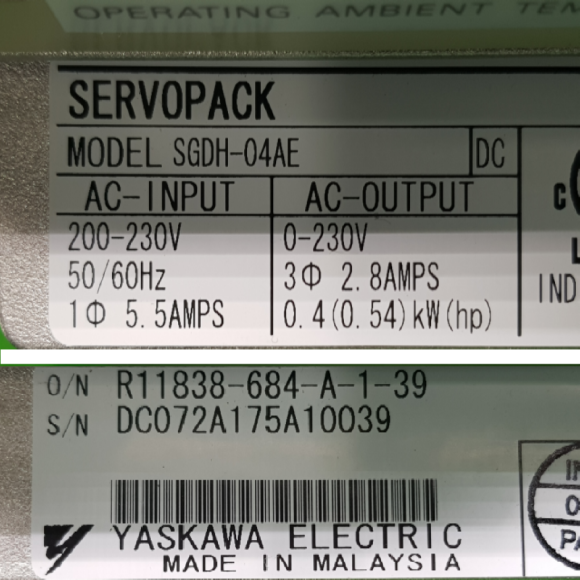 OPERATING AMBIENT TEM
SERVOPACK
MODEL SGDH-04AE DC
AC-INPUT AC-OUTPUT
200-230V 0-230V
50/60Hz 3Φ 2.8AMPS
1Φ 5.5AMPS 0.4(0.54)kW(hp)
C
L
IND
O/N R11838-684-A-1-39
S/N DC072A175A10039
YASKAWA ELECTRIC
MADE IN MALAYSIA
PA